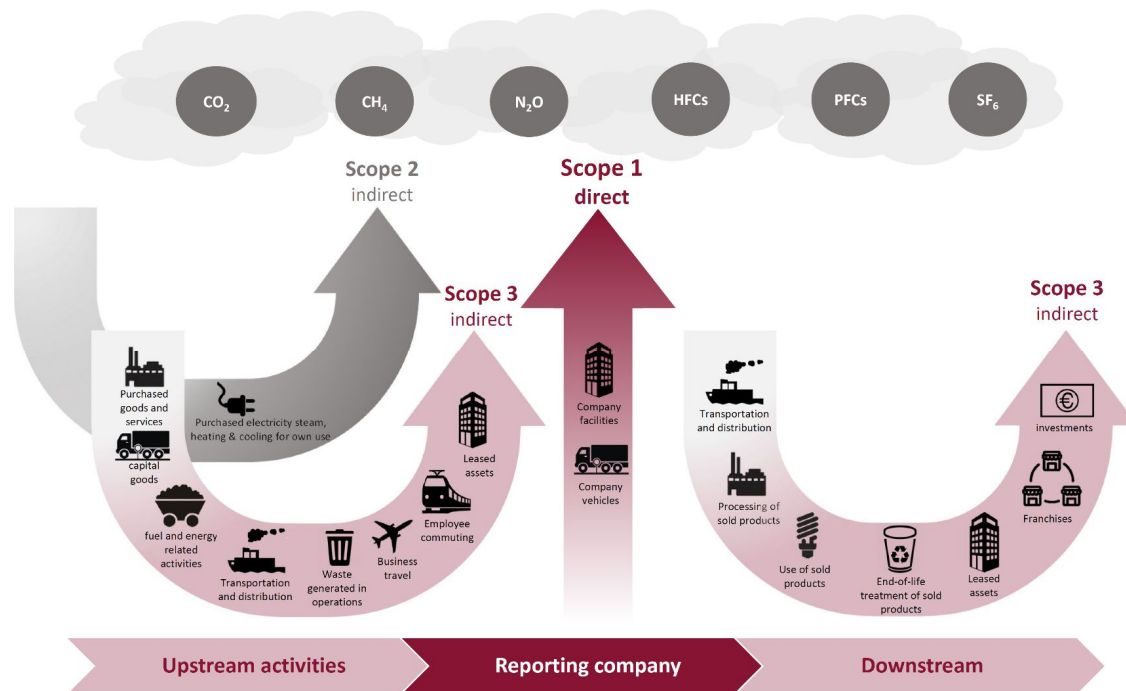 CO₂
CH₄
N₂O
HFCs
PFCs
SF₆
Scope 2
indirect
Scope 1
direct
Scope 3
indirect
Scope 3
indirect
Purchased
goods and
services
capital
goods
fuel and energy
related
activities
Transportation
and distribution
Waste
generated in
operations
Business
travel
Employee
commuting
Leased
assets
Purchased electricity steam,
heating & cooling for own use
Company
facilities
Company
vehicles
Transportation
and distribution
Processing of
sold products
Use of sold
products
End-of-life
treatment of sold
products
Leased
assets
Franchises
€
investments
Upstream activities
Reporting company
Downstream